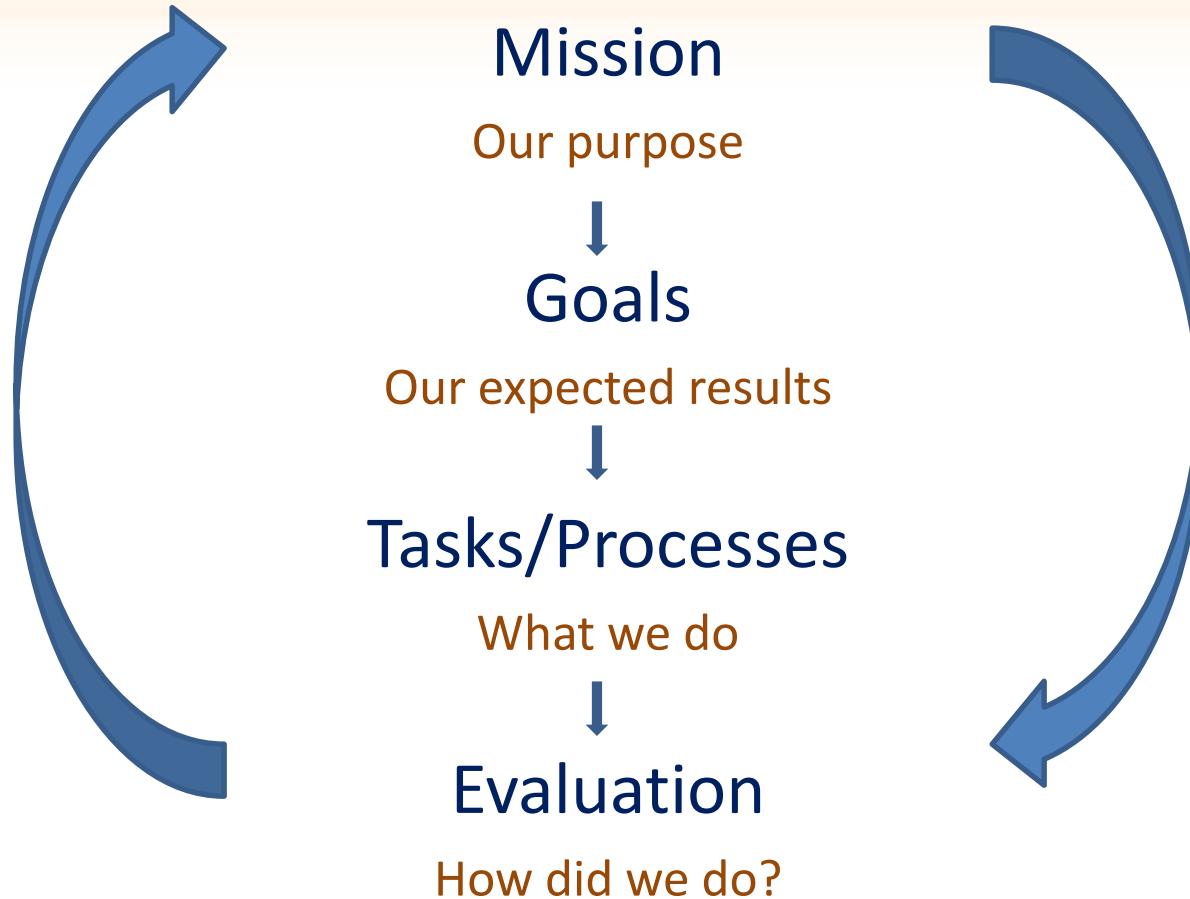 Mission
Our purpose
Goals
Our expected results
Tasks/Processes
What we do
Evaluation
How did we do?